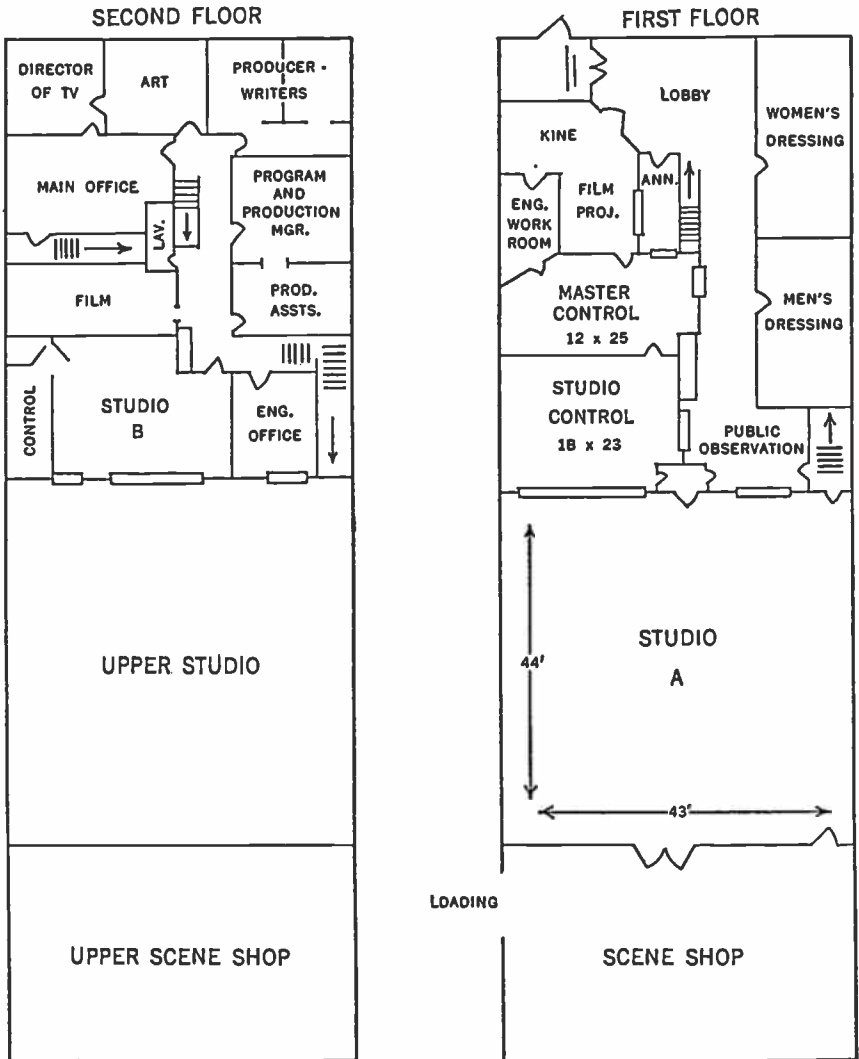 SECOND FLOOR
DIRECTOR
OF TV
ART
PRODUCER -
WRITERS
MAIN OFFICE
LAV.
PROGRAM
AND
PRODUCTION
MGR.
FILM
PROD.
ASSTS.
CONTROL
STUDIO
B
ENG.
OFFICE
UPPER STUDIO
UPPER SCENE SHOP
FIRST FLOOR
LOBBY
WOMEN'S
DRESSING
KINE
ENG.
WORK
ROOM
FILM
PROJ.
ANN.
MASTER
CONTROL
12 x 25
MEN'S
DRESSING
STUDIO
CONTROL
18 x 23
PUBLIC
OBSERVATION
STUDIO
A
44'
43'
LOADING
SCENE SHOP